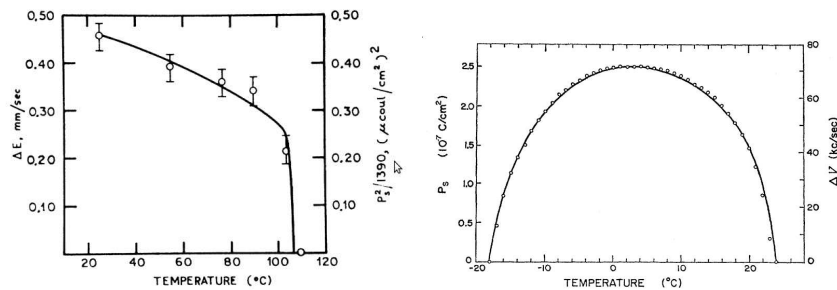 0,50
0,40
0,30
0,20
0,10
ΔE, mm/sec
20 40 60 80 100 120
TEMPERATURE (°C)
0,50
0,40
0,30
0,20
0,10
Ps²/1390, (μcoul/cm²)²
2.5
2.0
1.5
1.0
0.5
0
Ps (10⁻⁷ C/cm²)
-20 -10 0 10 20
TEMPERATURE (°C)
80
60
40
20
0
ΔV (kc/sec)